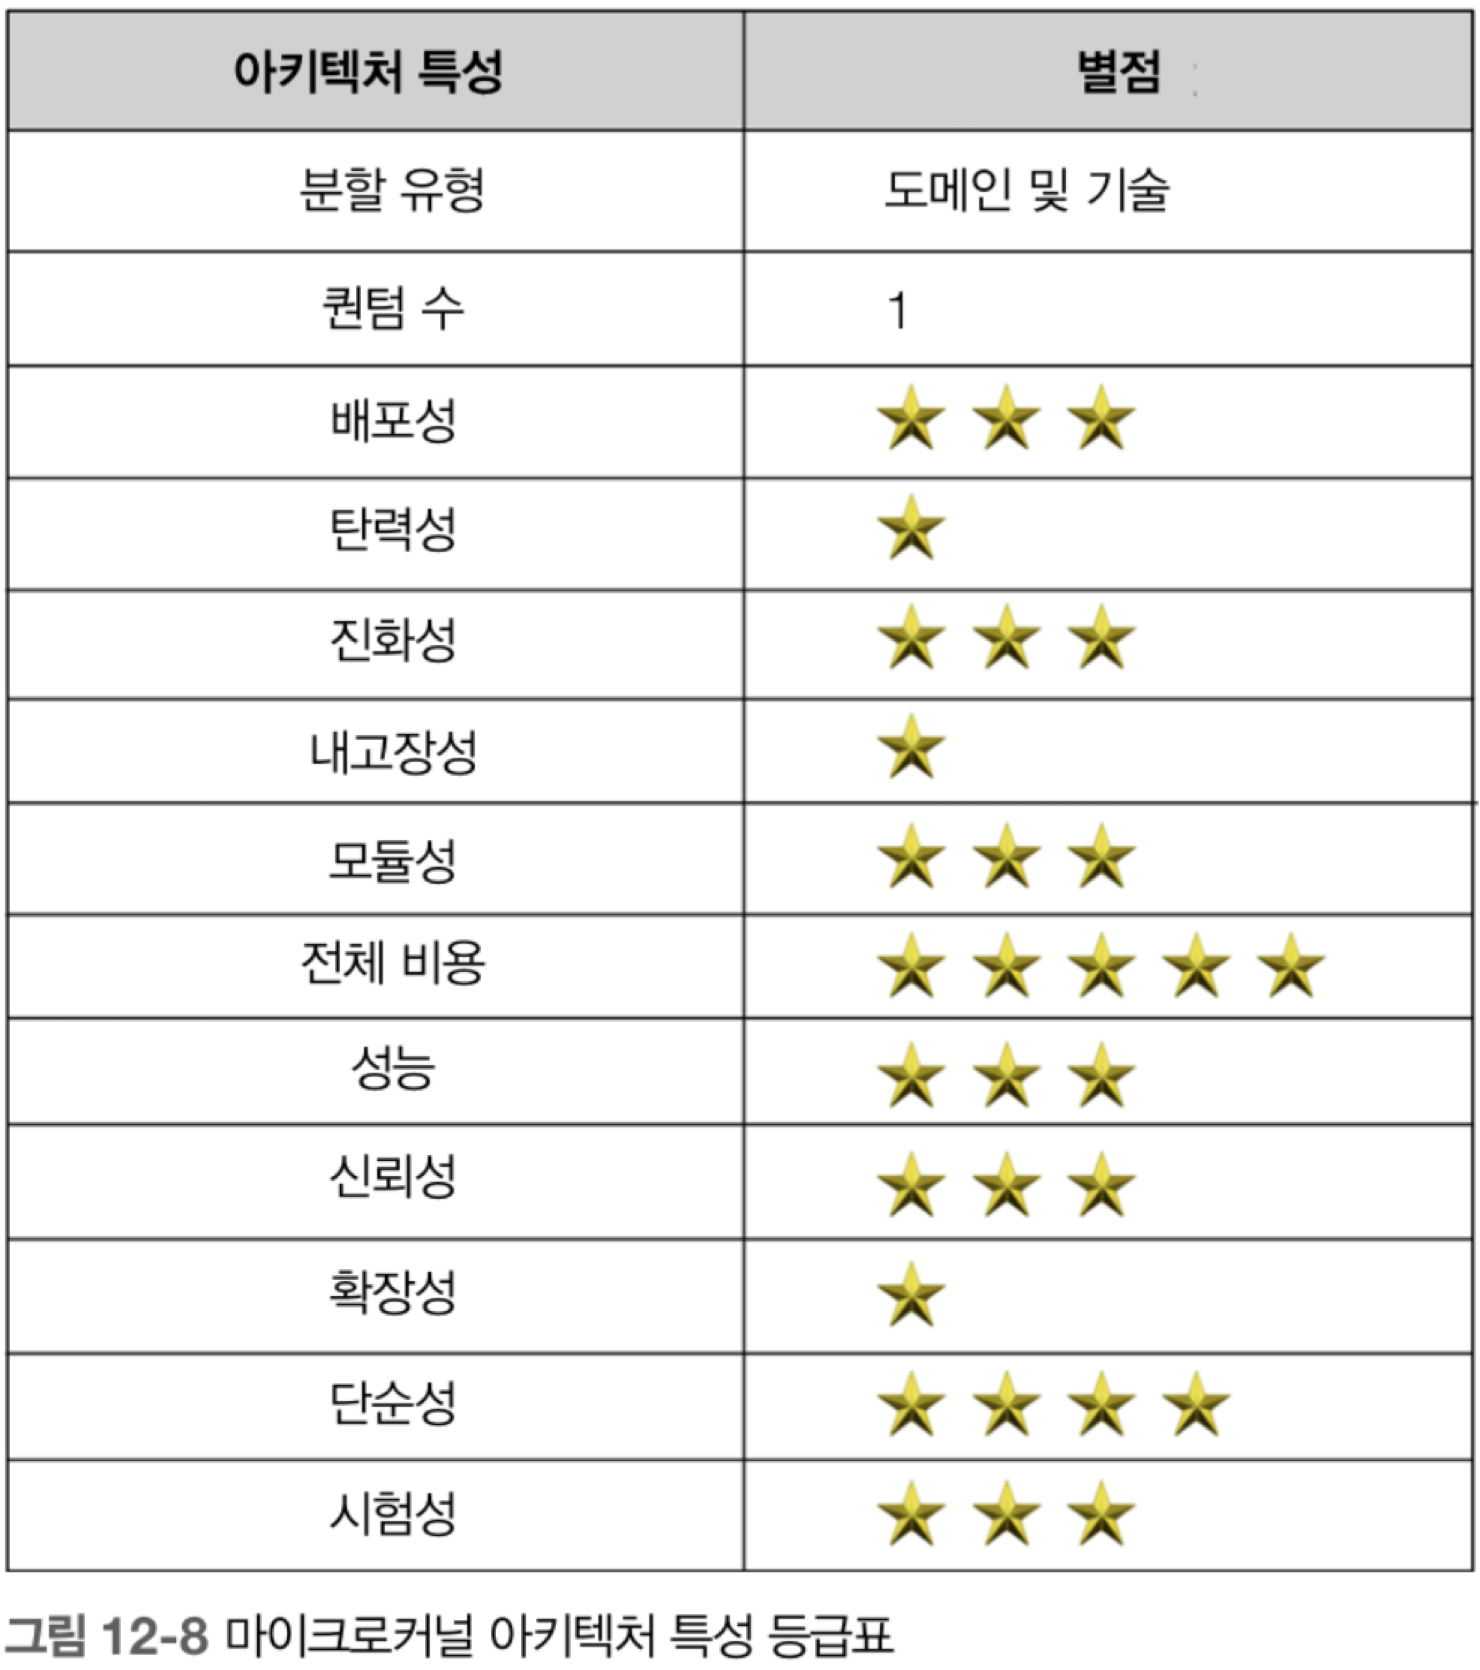 아키텍처 특성 별점
분할 유형 도메인 및 기술
퀀텀 수 1
배포성
탄력성
진화성
내고장성
모듈성
전체 비용
성능
신뢰성
확장성
단순성
시험성
그림 12-8 마이크로커널 아키텍처 특성 등급표